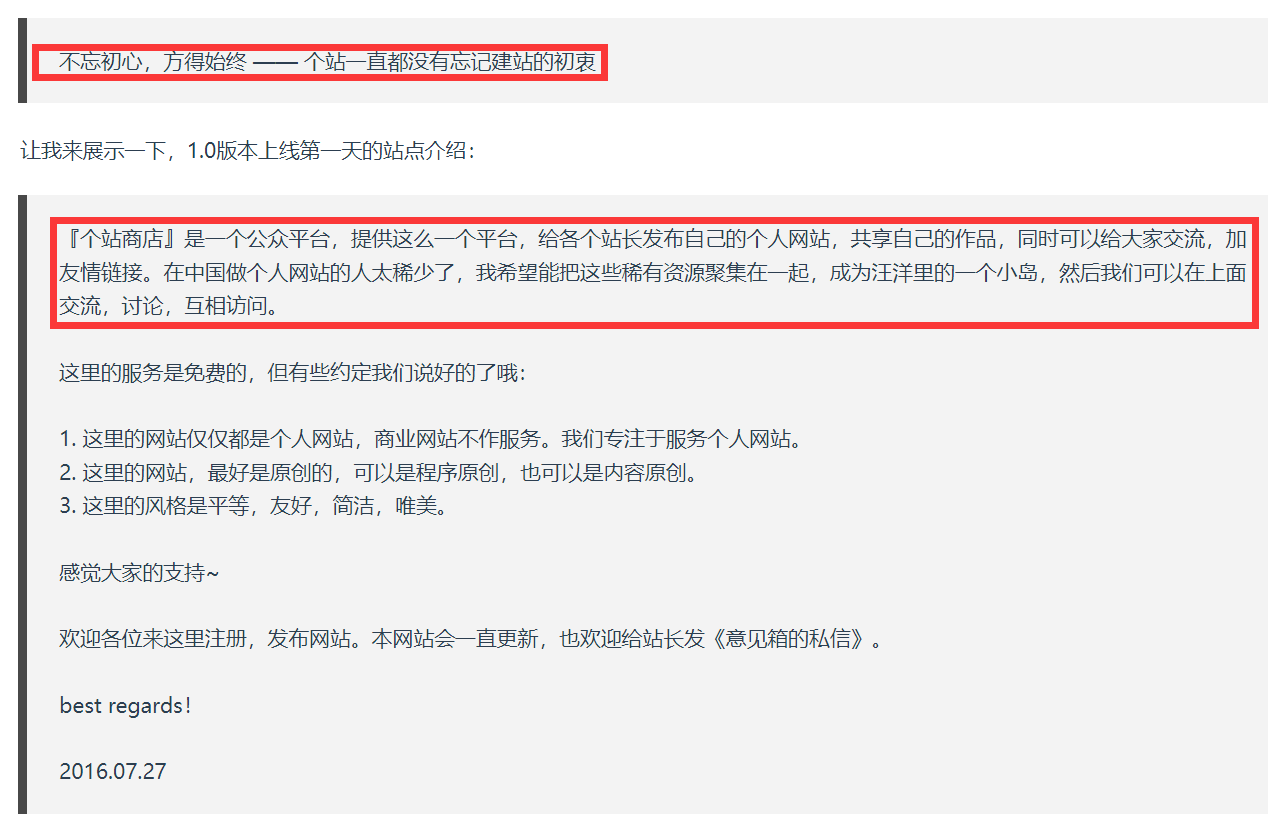 不忘初心，方得始终 —— 个站一直都没有忘记建站的初衷
让我来展示一下，1.0版本上线第一天的站点介绍：
『个站商店』是一个公众平台，提供这么一个平台，给各个站长发布自己的个人网站，共享自己的作品，同时可以给大家交流，加
友情链接。在中国做个人网站的人太稀少了，我希望能把这些稀有资源聚集在一起，成为汪洋里的一个小岛，然后我们可以在上面
交流，讨论，互相访问。
这里的服务是免费的，但有些约定我们说好的了哦：
1. 这里的网站仅仅都是个人网站，商业网站不作服务。我们专注于服务个人网站。
2. 这里的网站，最好是原创的，可以是程序原创，也可以是内容原创。
3. 这里的风格是平等，友好，简洁，唯美。
感觉大家的支持~
欢迎各位来这里注册，发布网站。本网站会一直更新，也欢迎给站长发《意见箱的私信》。
best regards！
2016.07.27